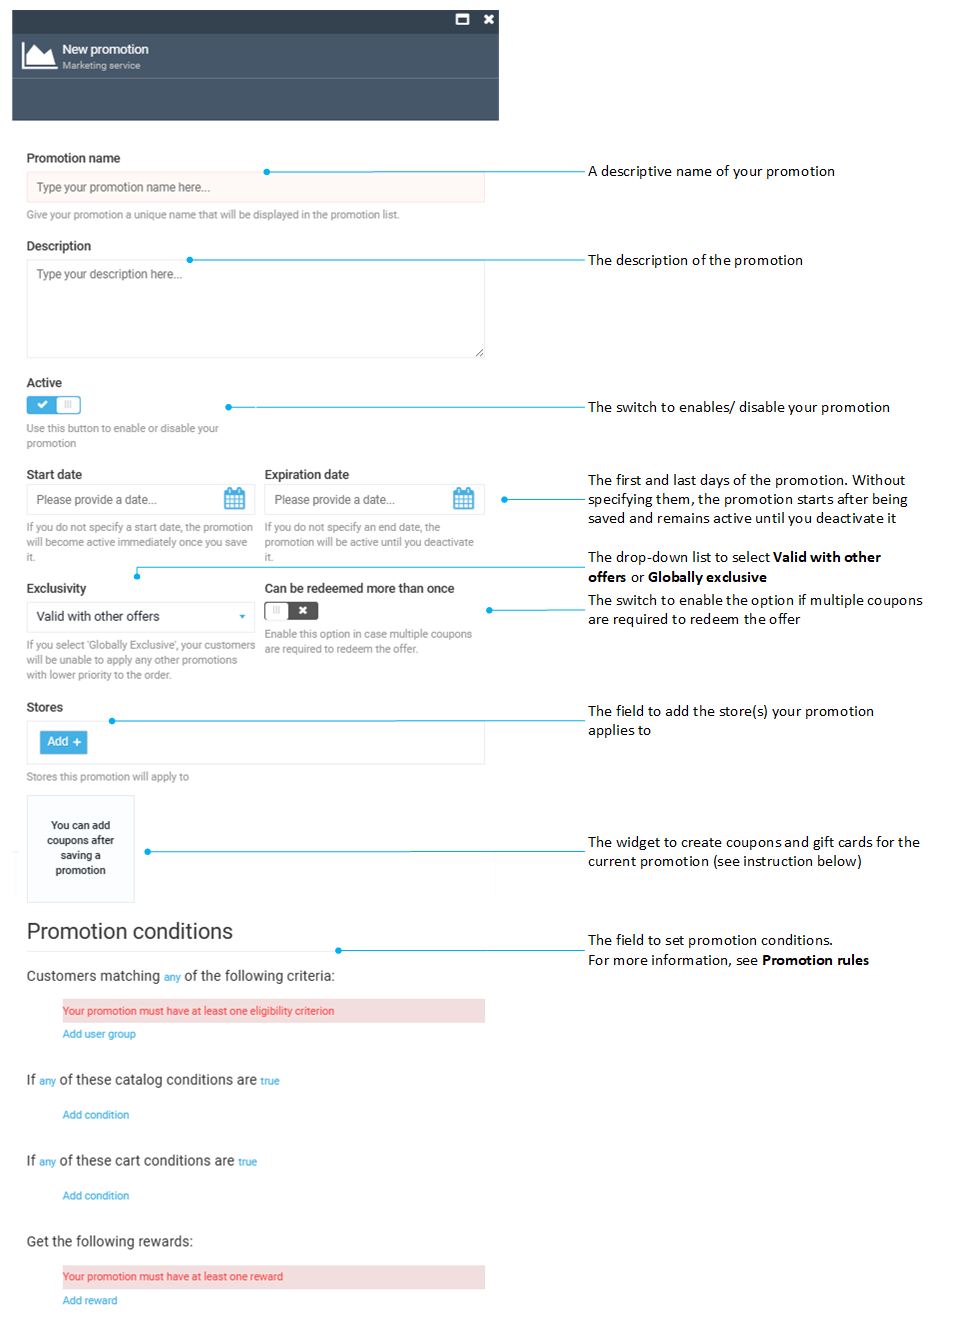 New promotion
Marketing service
Promotion name
A descriptive name of your promotion
Type your promotion name here...
Give your promotion a unique name that will be displayed in the promotion list.
Description
The description of the promotion
Type your description here...
Active
The switch to enables/ disable your promotion
Use this button to enable or disable your
promotion
Start date
Please provide a date...
If you do not specify a start date, the promotion
will become active immediately once you save
it.
Expiration date
Please provide a date...
If you do not specify an end date, the
promotion will be active until you deactivate
it.
The first and last days of the promotion. Without
specifying them, the promotion starts after being
saved and remains active until you deactivate it
The drop-down list to select Valid with other
offers or Globally exclusive
Exclusivity
Valid with other offers
If you select 'Globally Exclusive', your customers
will be unable to apply any other promotions
with lower priority to the order.
Can be redeemed more than once
Enable this option in case multiple coupons
are required to redeem the offer.
The switch to enable the option if multiple coupons
are required to redeem the offer
Stores
The field to add the store(s) your promotion
applies to
Add +
Stores this promotion will apply to
You can add
coupons after
saving a
promotion
The widget to create coupons and gift cards for the
current promotion (see instruction below)
Promotion conditions
The field to set promotion conditions.
For more information, see Promotion rules
Customers matching any of the following criteria:
Your promotion must have at least one eligibility criterion
Add user group
If any of these catalog conditions are true
Add condition
If any of these cart conditions are true
Add condition
Get the following rewards:
Your promotion must have at least one reward
Add reward